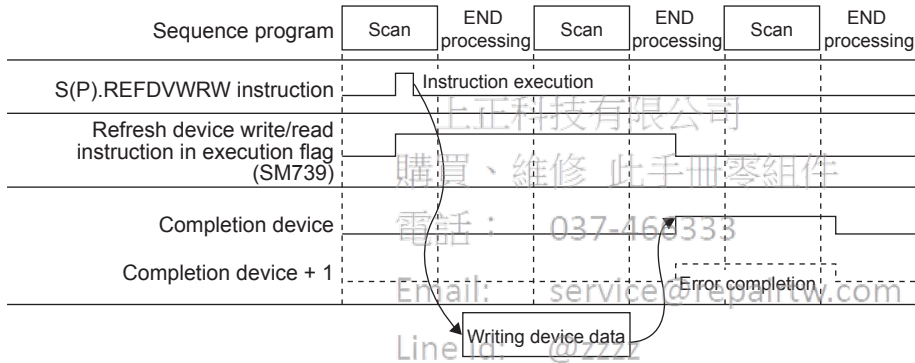 Sequence program
Scan
END
processing
Scan
END
processing
Scan
END
processing
S(P).REFDVWRW instruction
Instruction execution
上正科技有限公司
Refresh device write/read
instruction in execution flag
(SM739)
購買、維修 此手冊零組件
Completion device
電話： 037-466333
Completion device + 1
Error completion
Email: service@repairtw.com
Writing device data
Line id: @zzzz